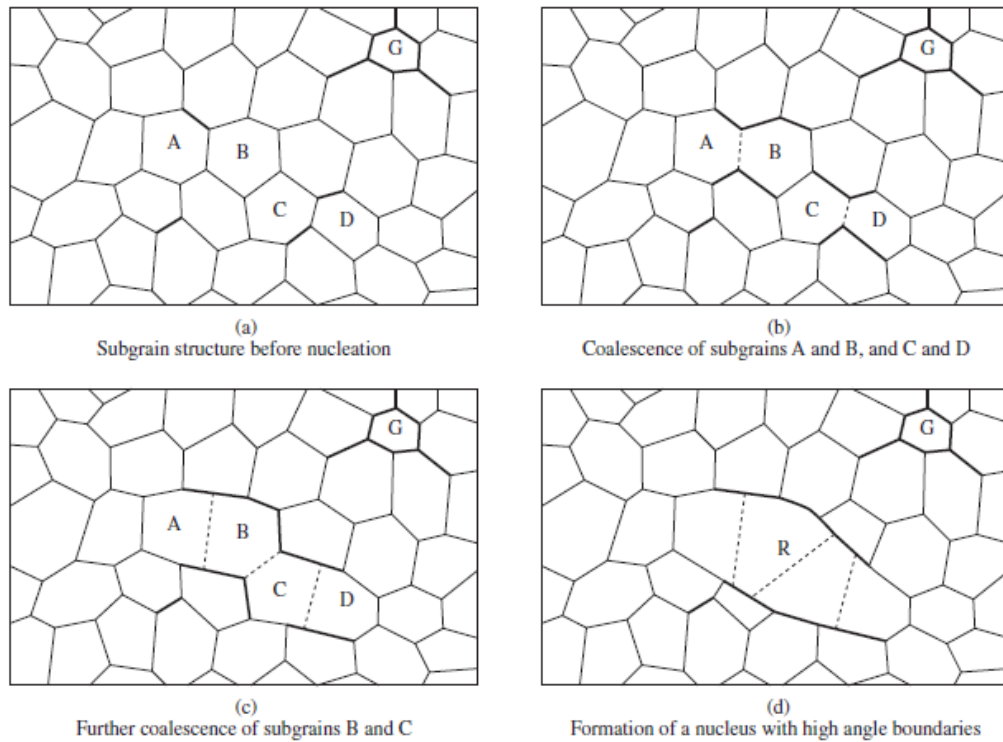 G
A
B
C
D
(a)
Subgrain structure before nucleation
G
A
B
C
D
(b)
Coalescence of subgrains A and B, and C and D
G
A
B
C
D
(c)
Further coalescence of subgrains B and C
G
R
(d)
Formation of a nucleus with high angle boundaries